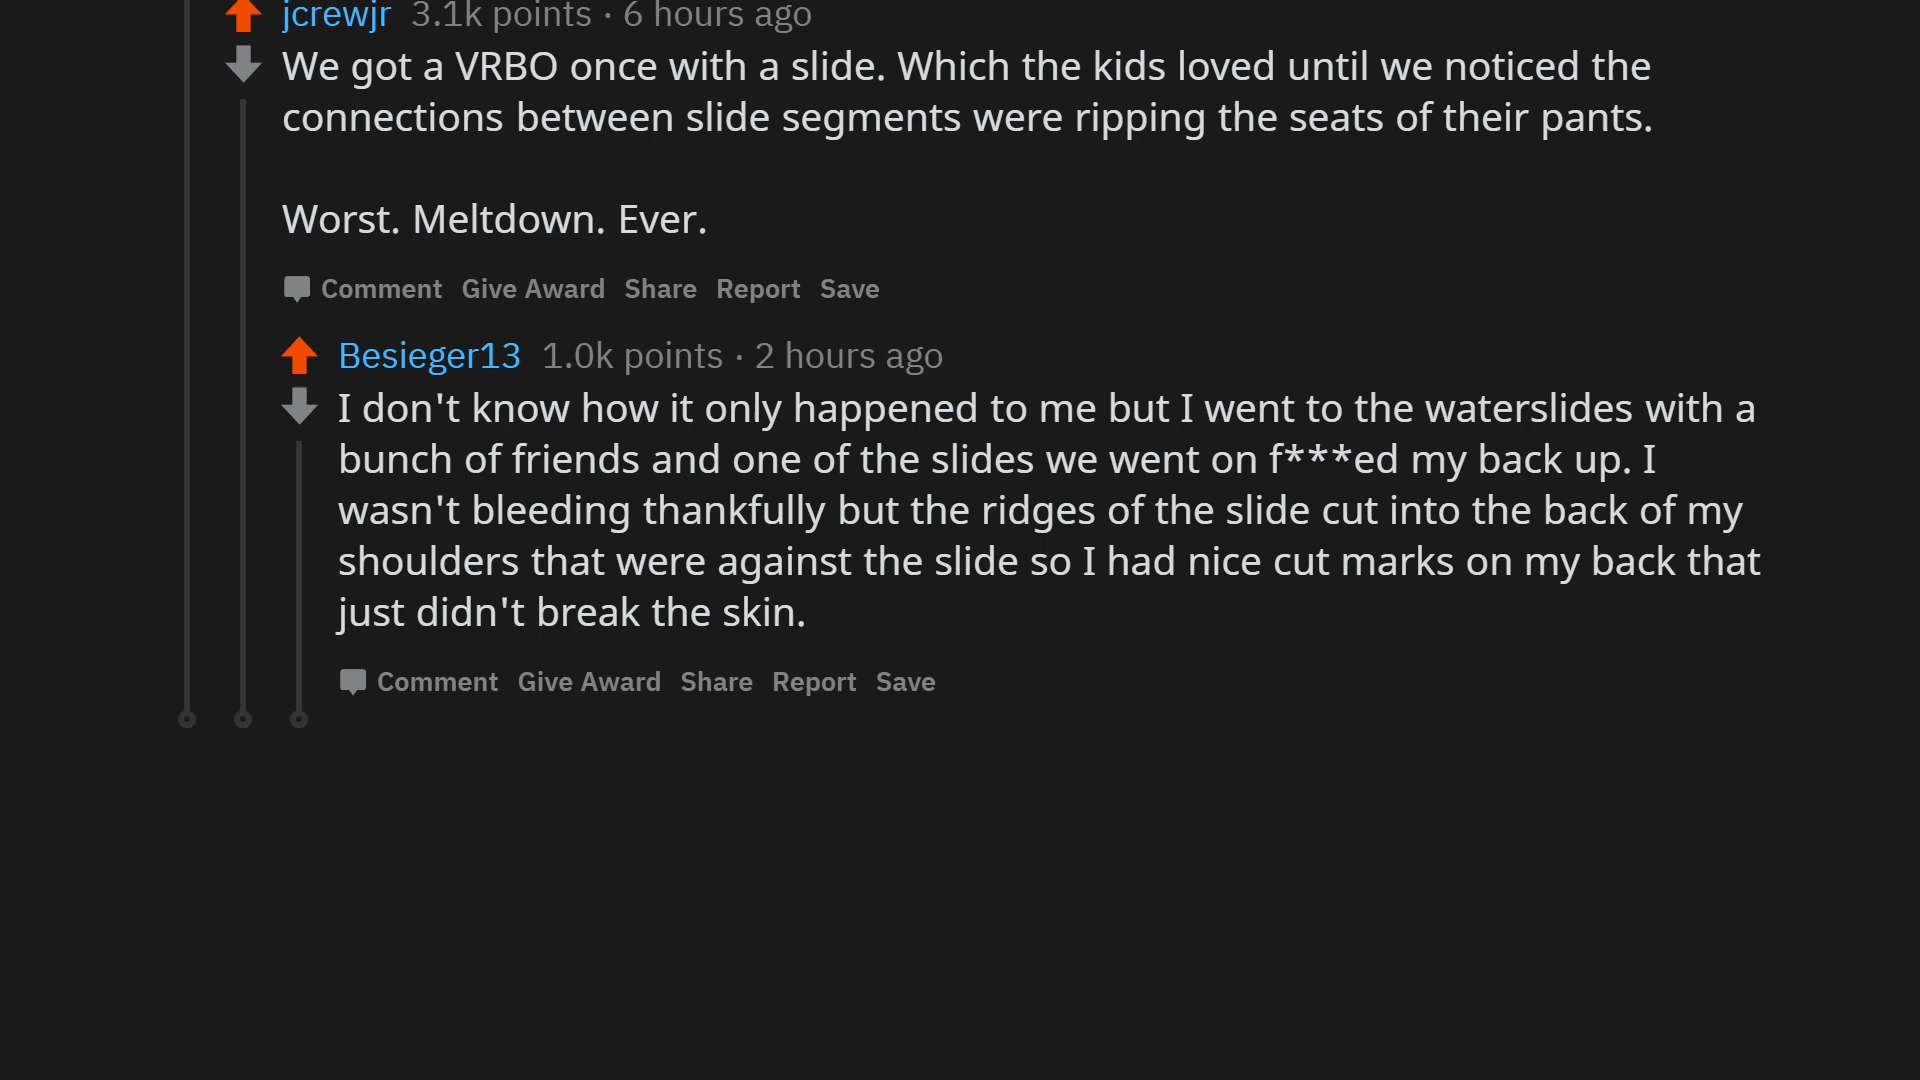 jcrewjr 3.1k points · 6 hours ago
We got a VRBO once with a slide. Which the kids loved until we noticed the
connections between slide segments were ripping the seats of their pants.
Worst. Meltdown. Ever.
Comment Give Award Share Report Save
Besieger13 1.0k points · 2 hours ago
I don't know how it only happened to me but I went to the waterslides with a
bunch of friends and one of the slides we went on f***ed my back up. I
wasn't bleeding thankfully but the ridges of the slide cut into the back of my
shoulders that were against the slide so I had nice cut marks on my back that
just didn't break the skin.
Comment Give Award Share Report Save